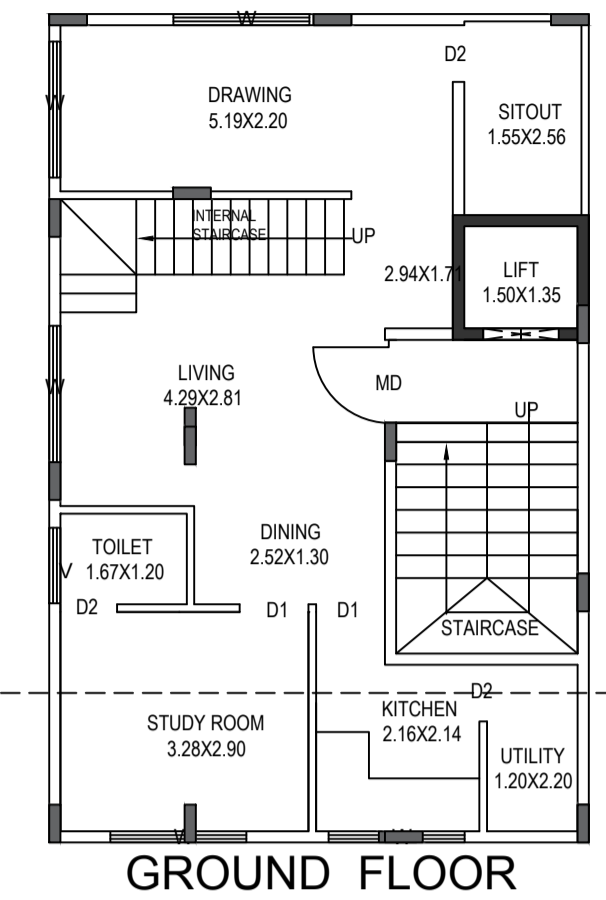 W
D2
DRAWING
5.19X2.20
W
SITOUT
1.55X2.56
INTERNAL
STAIRCASE
UP
2.94X1.71
LIFT
1.50X1.35
LIVING
4.29X2.81
W
MD
UP
DINING
2.52X1.30
TOILET
1.67X1.20
V
D2
D1
D1
STAIRCASE
D2
KITCHEN
2.16X2.14
STUDY ROOM
3.28X2.90
UTILITY
1.20X2.20
W
W
GROUND FLOOR